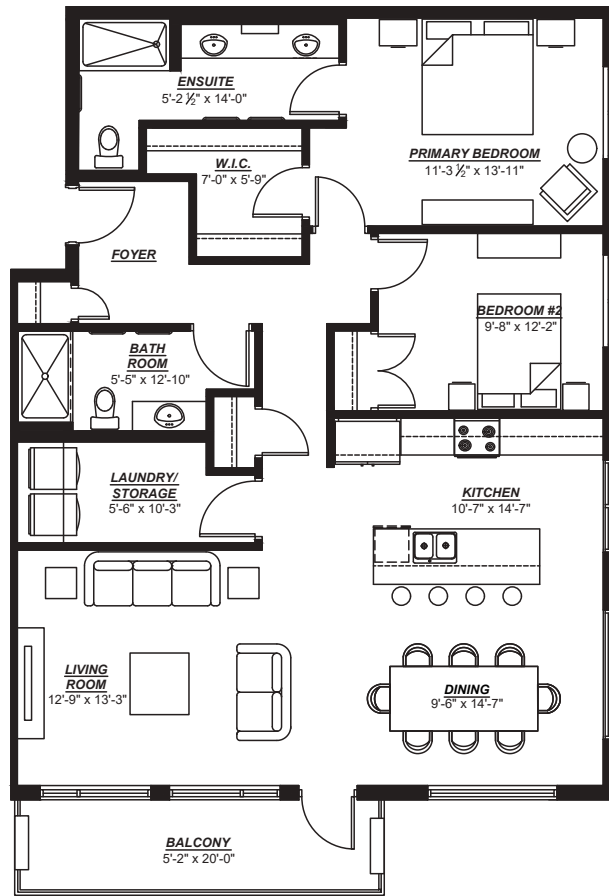 ENSUITE
5'-2 ½" x 14'-0"
PRIMARY BEDROOM
11'-3 ½" x 13'-11"
W.I.C.
7'-0" x 5'-9"
FOYER
BEDROOM #2
9'-8" x 12'-2"
BATH
ROOM
5'-5" x 12'-10"
LAUNDRY/
STORAGE
5'-6" x 10'-3"
KITCHEN
10'-7" x 14'-7"
LIVING
ROOM
12'-9" x 13'-3"
DINING
9'-6" x 14'-7"
BALCONY
5'-2" x 20'-0"